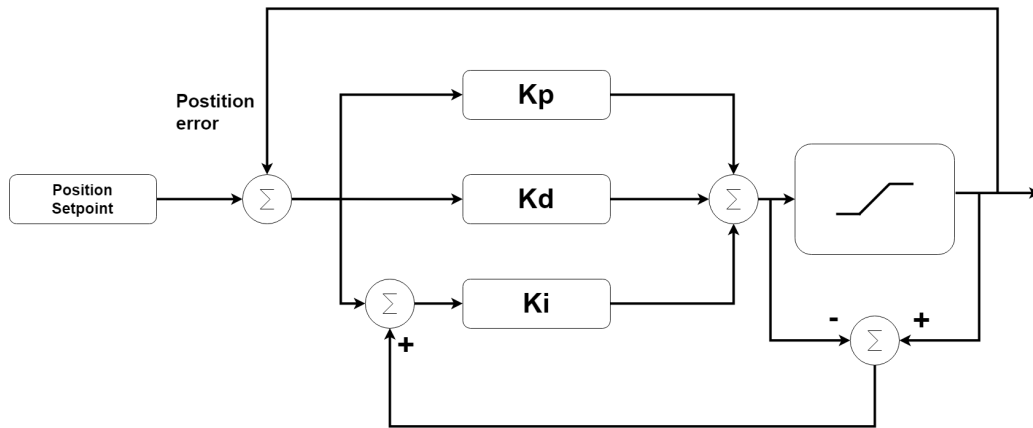 Kp
Postition
error
Position
Setpoint
Σ
Kd
Σ
Σ
Ki
-
+
Σ
+